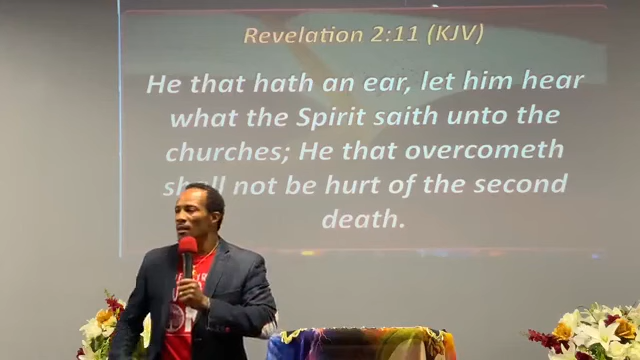 Revelation 2:11 (KJV)
He that hath an ear, let him hear
what the Spirit saith unto the
churches; He that overcometh
shall not be hurt of the second
death.